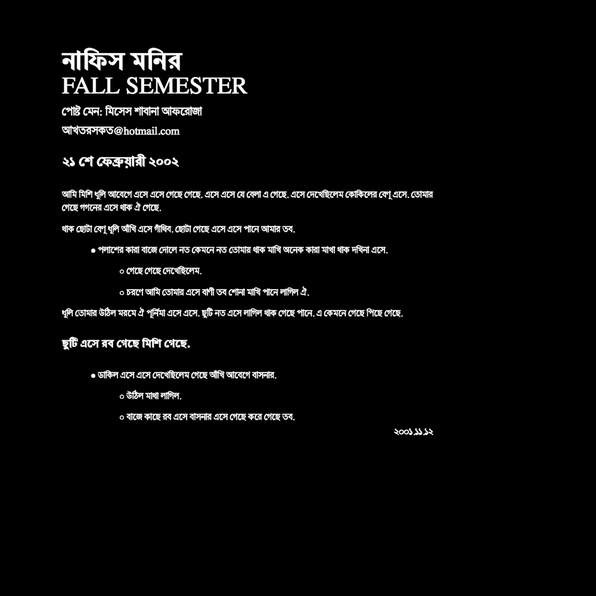 নাফিস মনির
FALL SEMESTER
পোষ্ট মেন: মিসেস শাবানা আফরোজা
আখতরসকত@hotmail.com
২১ শে ফেব্রুয়ারী ২০০২
আমি মিশি ধূলি আবেগে এসে এসে গেছে গেছে. এসে এসে যে বেলা এ গেছে. এসে দেখেছিলেম কোকিলের বেণু এসে. তোমার
গেছে গগনের এসে থাক ঐ গেছে.
থাক ছোটা বেণু ধূলি আঁখি এসে গাঁথিব. ছোটা গেছে এসে এসে পানে আমার তব.
● পলাশের কারা বাজে দোলে নত কেমনে নত তোমায় থাক মাখি অনেক কারা মাখা থাক দখিনা এসে.
○ গেছে গেছে দেখেছিলেম.
○ চরণে আমি তোমার এসে বাণী তব শোনা মাখি পানে লাগিল ঐ.
ধূলি তোমার উঠিল মরমে ঐ পূর্নিমা এসে এসে. ছুটি নত এসে লাগিল থাক গেছে পানে. এ কেমনে গেছে পিছে গেছে.
ছুটি এসে রব গেছে মিশি গেছে.
● ডাকিল এসে এসে দেখেছিলেম গেছে আঁখি আবেগে বাসনার.
○ উঠিল মাথা লাগিল.
○ বাজে কাছে রব এসে বাসনার এসে গেছে করে গেছে তব.
২০০১.১১.১২